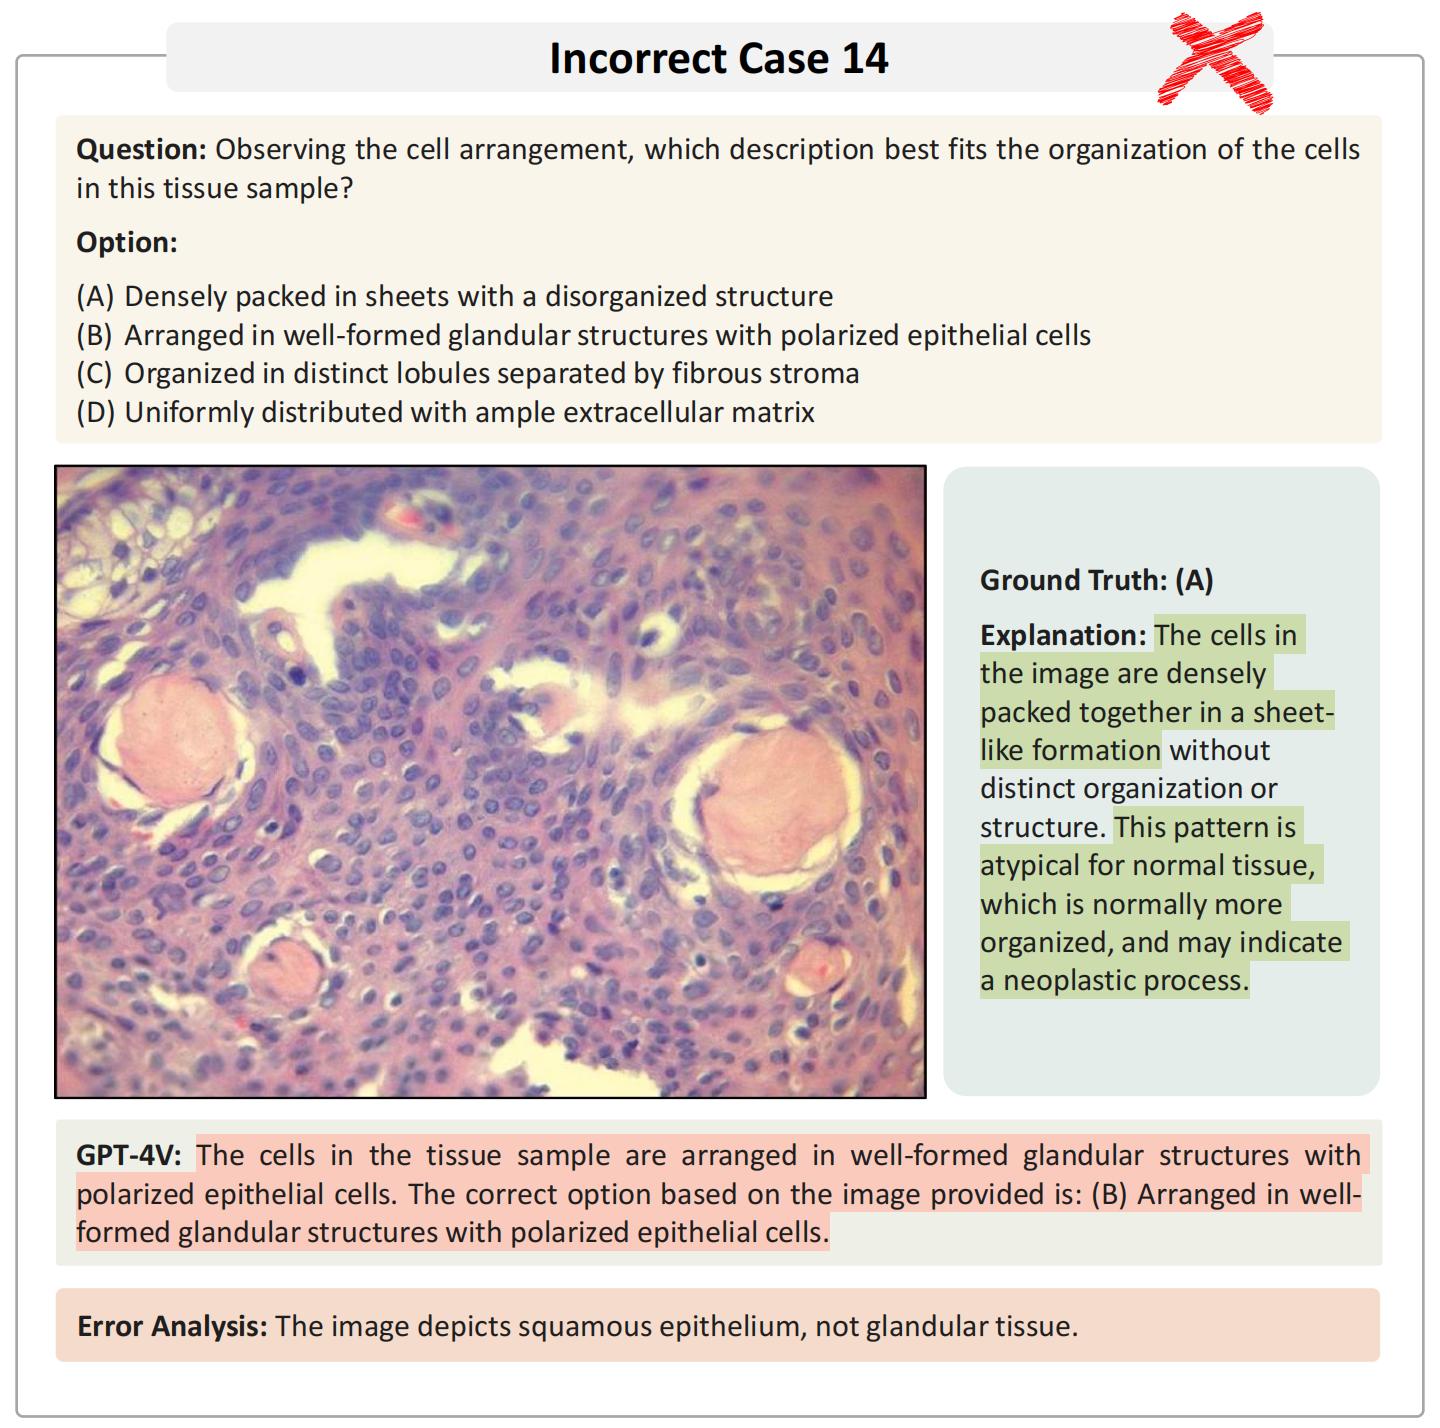 Incorrect Case 14
Question: Observing the cell arrangement, which description best fits the organization of the cells
in this tissue sample?
Option:
(A) Densely packed in sheets with a disorganized structure
(B) Arranged in well-formed glandular structures with polarized epithelial cells
(C) Organized in distinct lobules separated by fibrous stroma
(D) Uniformly distributed with ample extracellular matrix
Ground Truth: (A)
Explanation: The cells in
the image are densely
packed together in a sheet-
like formation without
distinct organization or
structure. This pattern is
atypical for normal tissue,
which is normally more
organized, and may indicate
a neoplastic process.
GPT-4V: The cells in the tissue sample are arranged in well-formed glandular structures with
polarized epithelial cells. The correct option based on the image provided is: (B) Arranged in well-
formed glandular structures with polarized epithelial cells.
Error Analysis: The image depicts squamous epithelium, not glandular tissue.